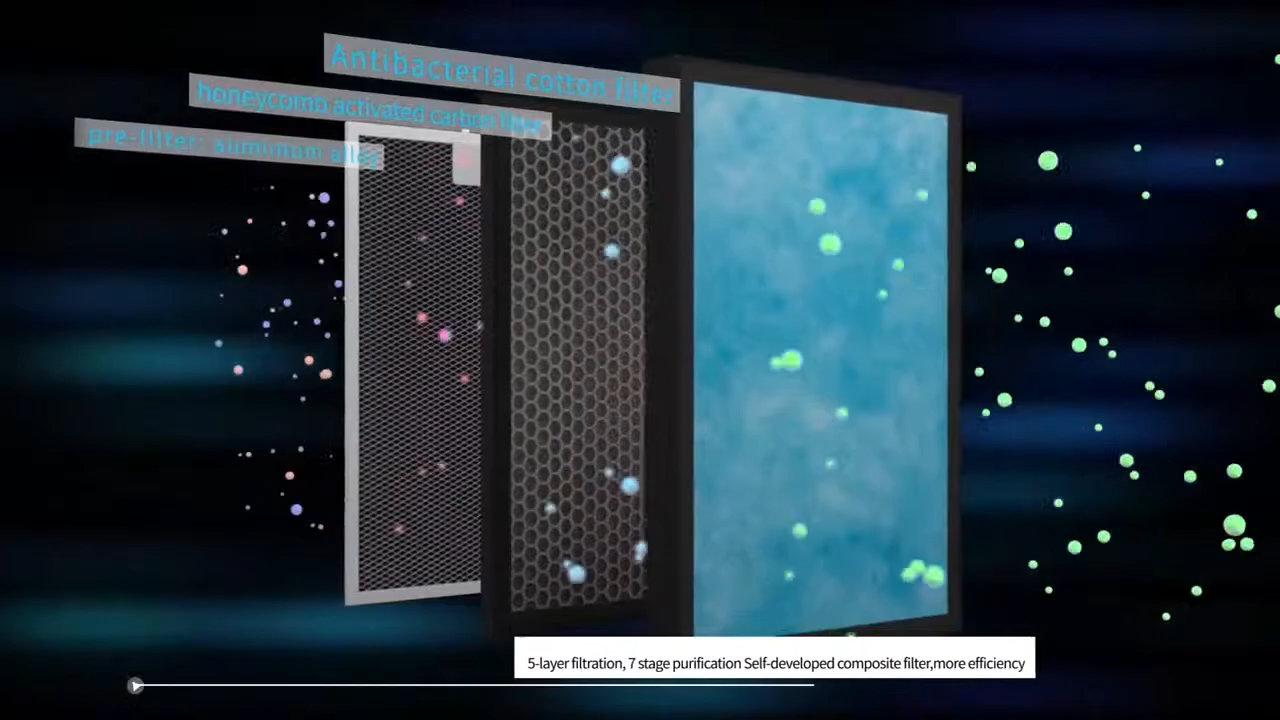 Antibacterial cotton filter
honeycomb activated carbon filter
pre-filter: aluminum alloy
5-layer filtration, 7 stage purification Self-developed composite filter,more efficiency